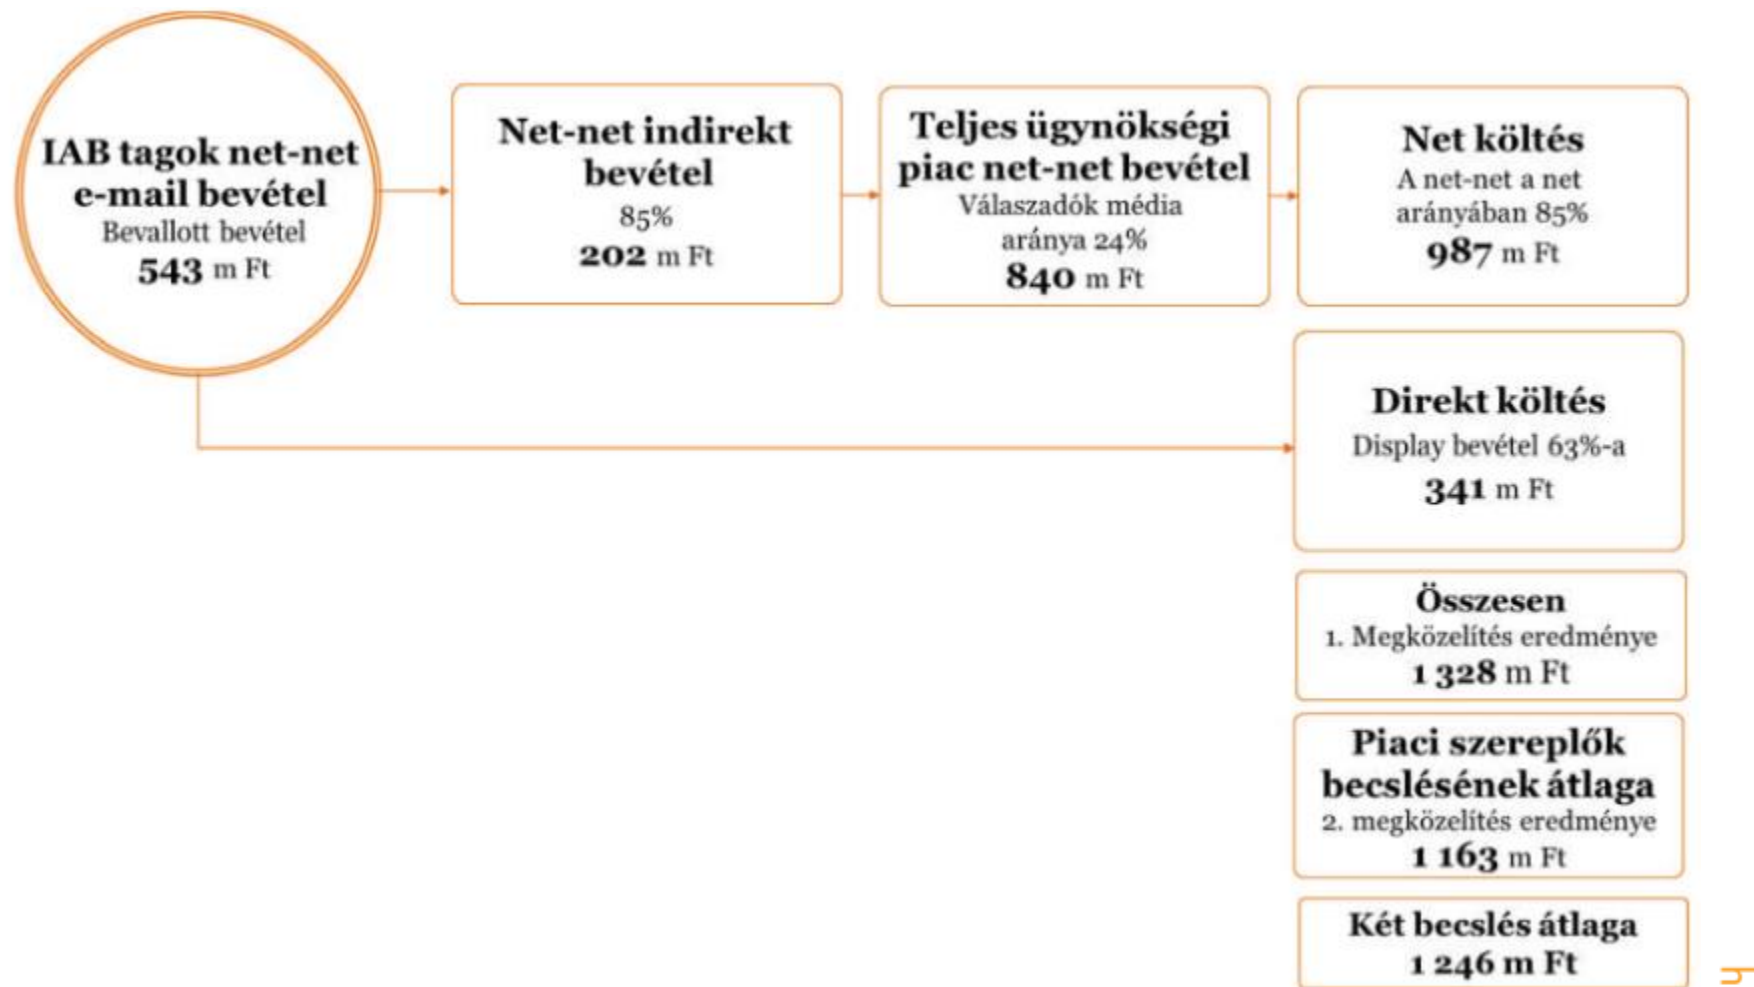 IAB tagok net-net
e-mail bevétel
Bevallott bevétel
543 m Ft
Net-net indirekt
bevétel
85%
202 m Ft
Teljes ügynökségi
piac net-net bevétel
Válaszadók média
aránya 24%
840 m Ft
Net költés
A net-net a net
arányában 85%
987 m Ft
Direkt költés
Display bevétel 63%-a
341 m Ft
Összesen
1. Megközelítés eredménye
1 328 m Ft
Piaci szereplők
becslésének átlaga
2. megközelítés eredménye
1 163 m Ft
Két becslés átlaga
1 246 m Ft